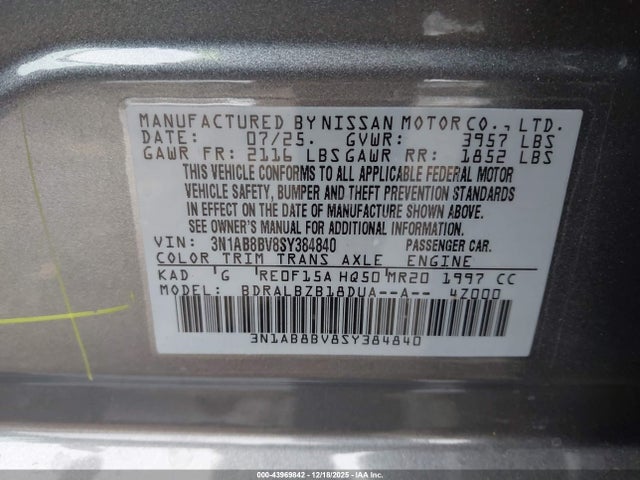 MANUFACTURED BY NISSAN MOTOR CO., LTD.
DATE: 07/25. GVWR: 3957 LBS
GAWR FR: 2116 LBS GAWR RR: 1852 LBS
THIS VEHICLE CONFORMS TO ALL APPLICABLE FEDERAL MOTOR
VEHICLE SAFETY, BUMPER AND THEFT PREVENTION STANDARDS
IN EFFECT ON THE DATE OF MANUFACTURE SHOWN ABOVE.
SEE OWNER'S MANUAL FOR ADDITIONAL INFORMATION.
VIN: 3N1AB8BV8SY384840 PASSENGER CAR.
COLOR TRIM TRANS AXLE ENGINE
KAD G RE0F15A HQ50 MR20 1997 CC
MODEL: BDRALBZB18DUA--A-- 4Z000
3N1AB8BV8SY384840
000-43969842 - 12/18/2025 - IAA Inc.